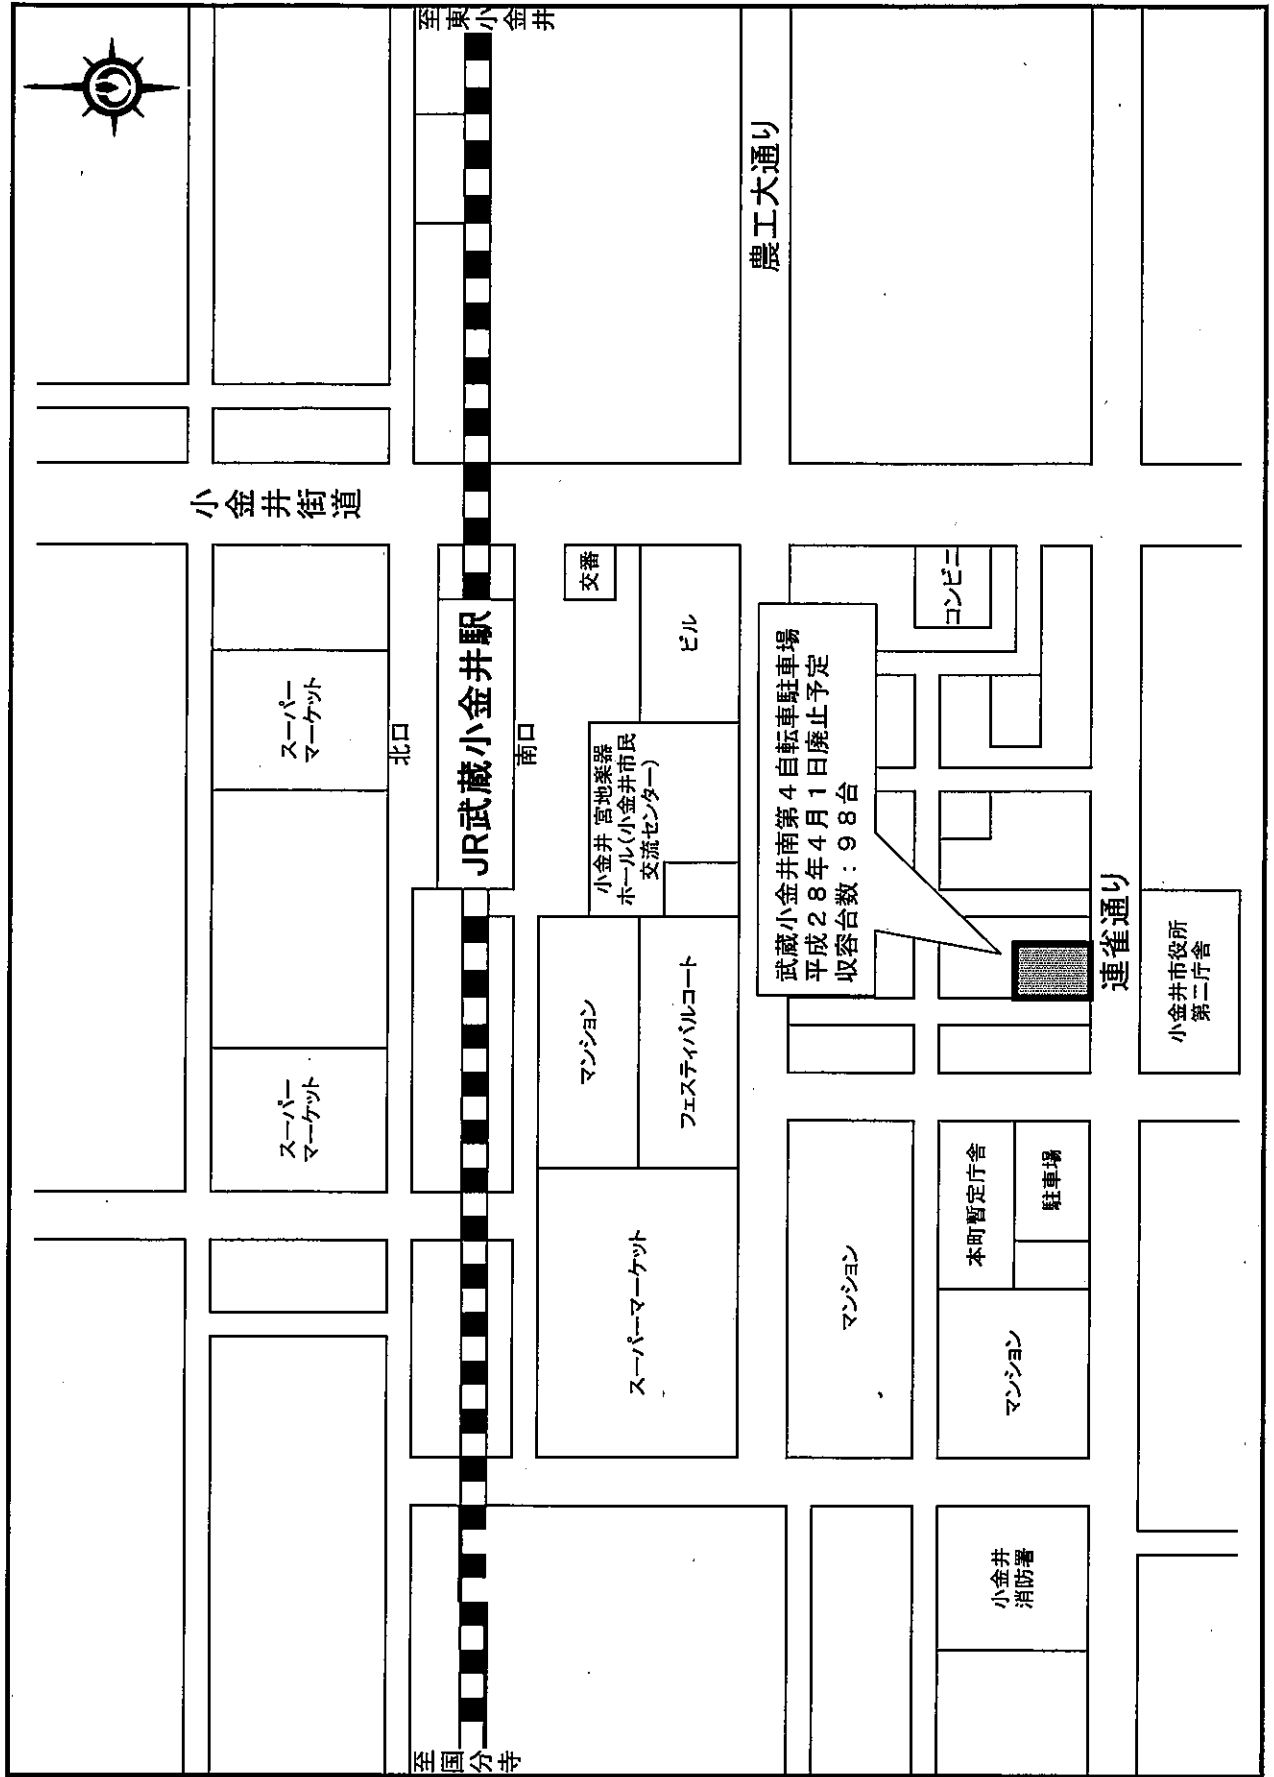 至東小金井
小金井街道
スーパー
マーケット
スーパー
マーケット
北口
JR武蔵小金井駅
南口
至国分寺
交番
ビル
小金井 宮地楽器
ホール(小金井市民
交流センター)
マンション
フェスティバルコート
スーパーマーケット
農工大通り
武蔵小金井南第4自転車駐車場
平成28年4月1日廃止予定
収容台数:98台
コンビニ
マンション
本町暫定庁舎
駐車場
マンション
小金井
消防署
連雀通り
小金井市役所
第二庁舎